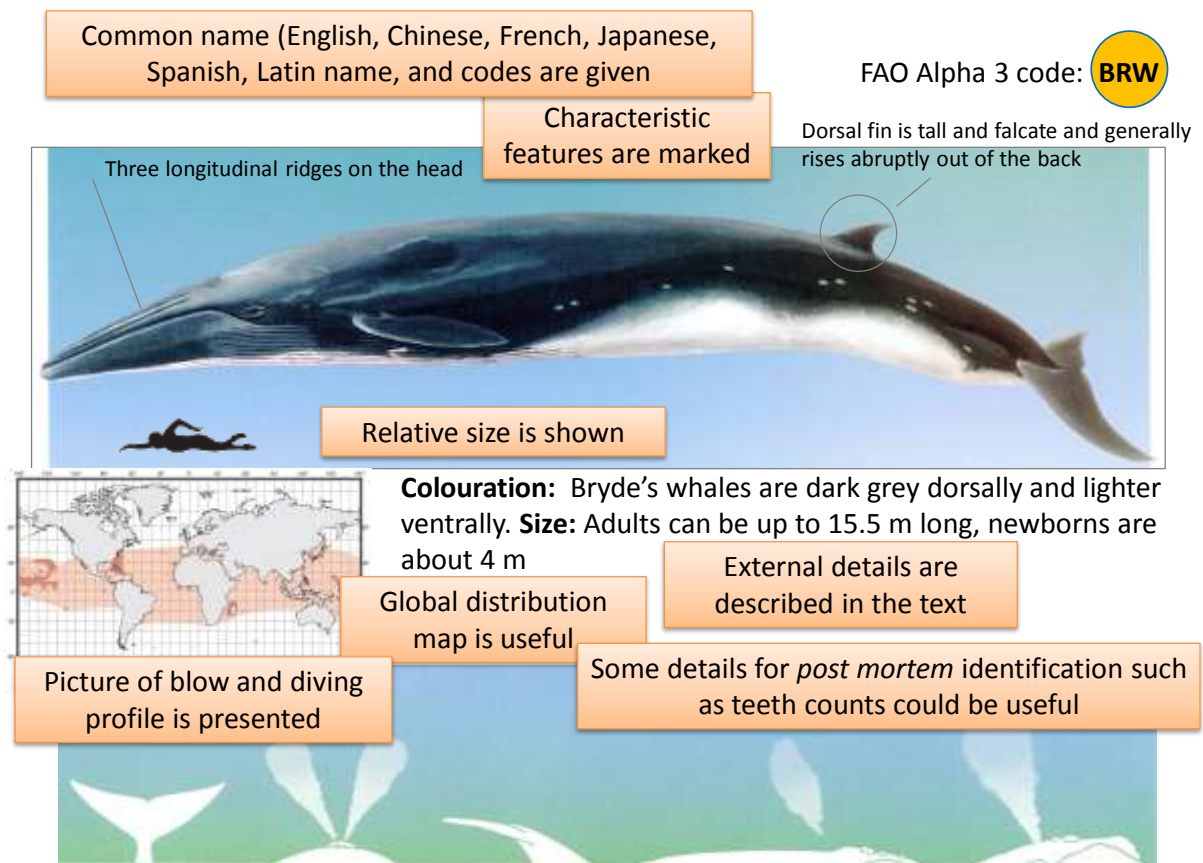 Common name (English, Chinese, French, Japanese,
Spanish, Latin name, and codes are given
FAO Alpha 3 code: BRW
Characteristic
features are marked
Dorsal fin is tall and falcate and generally
rises abruptly out of the back
Three longitudinal ridges on the head
Relative size is shown
Colouration: Bryde's whales are dark grey dorsally and lighter
ventrally. Size: Adults can be up to 15.5 m long, newborns are
about 4 m
External details are
described in the text
Global distribution
map is useful
Some details for post mortem identification such
as teeth counts could be useful
Picture of blow and diving
profile is presented